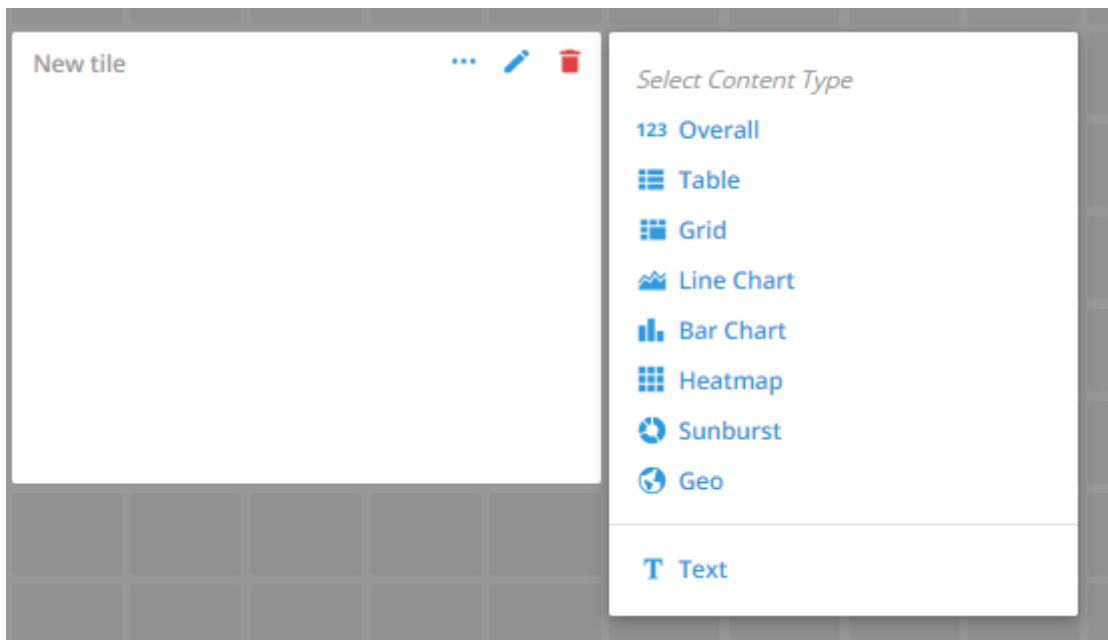 New tile
Select Content Type
123 Overall
Table
Grid
Line Chart
Bar Chart
Heatmap
Sunburst
Geo
T Text